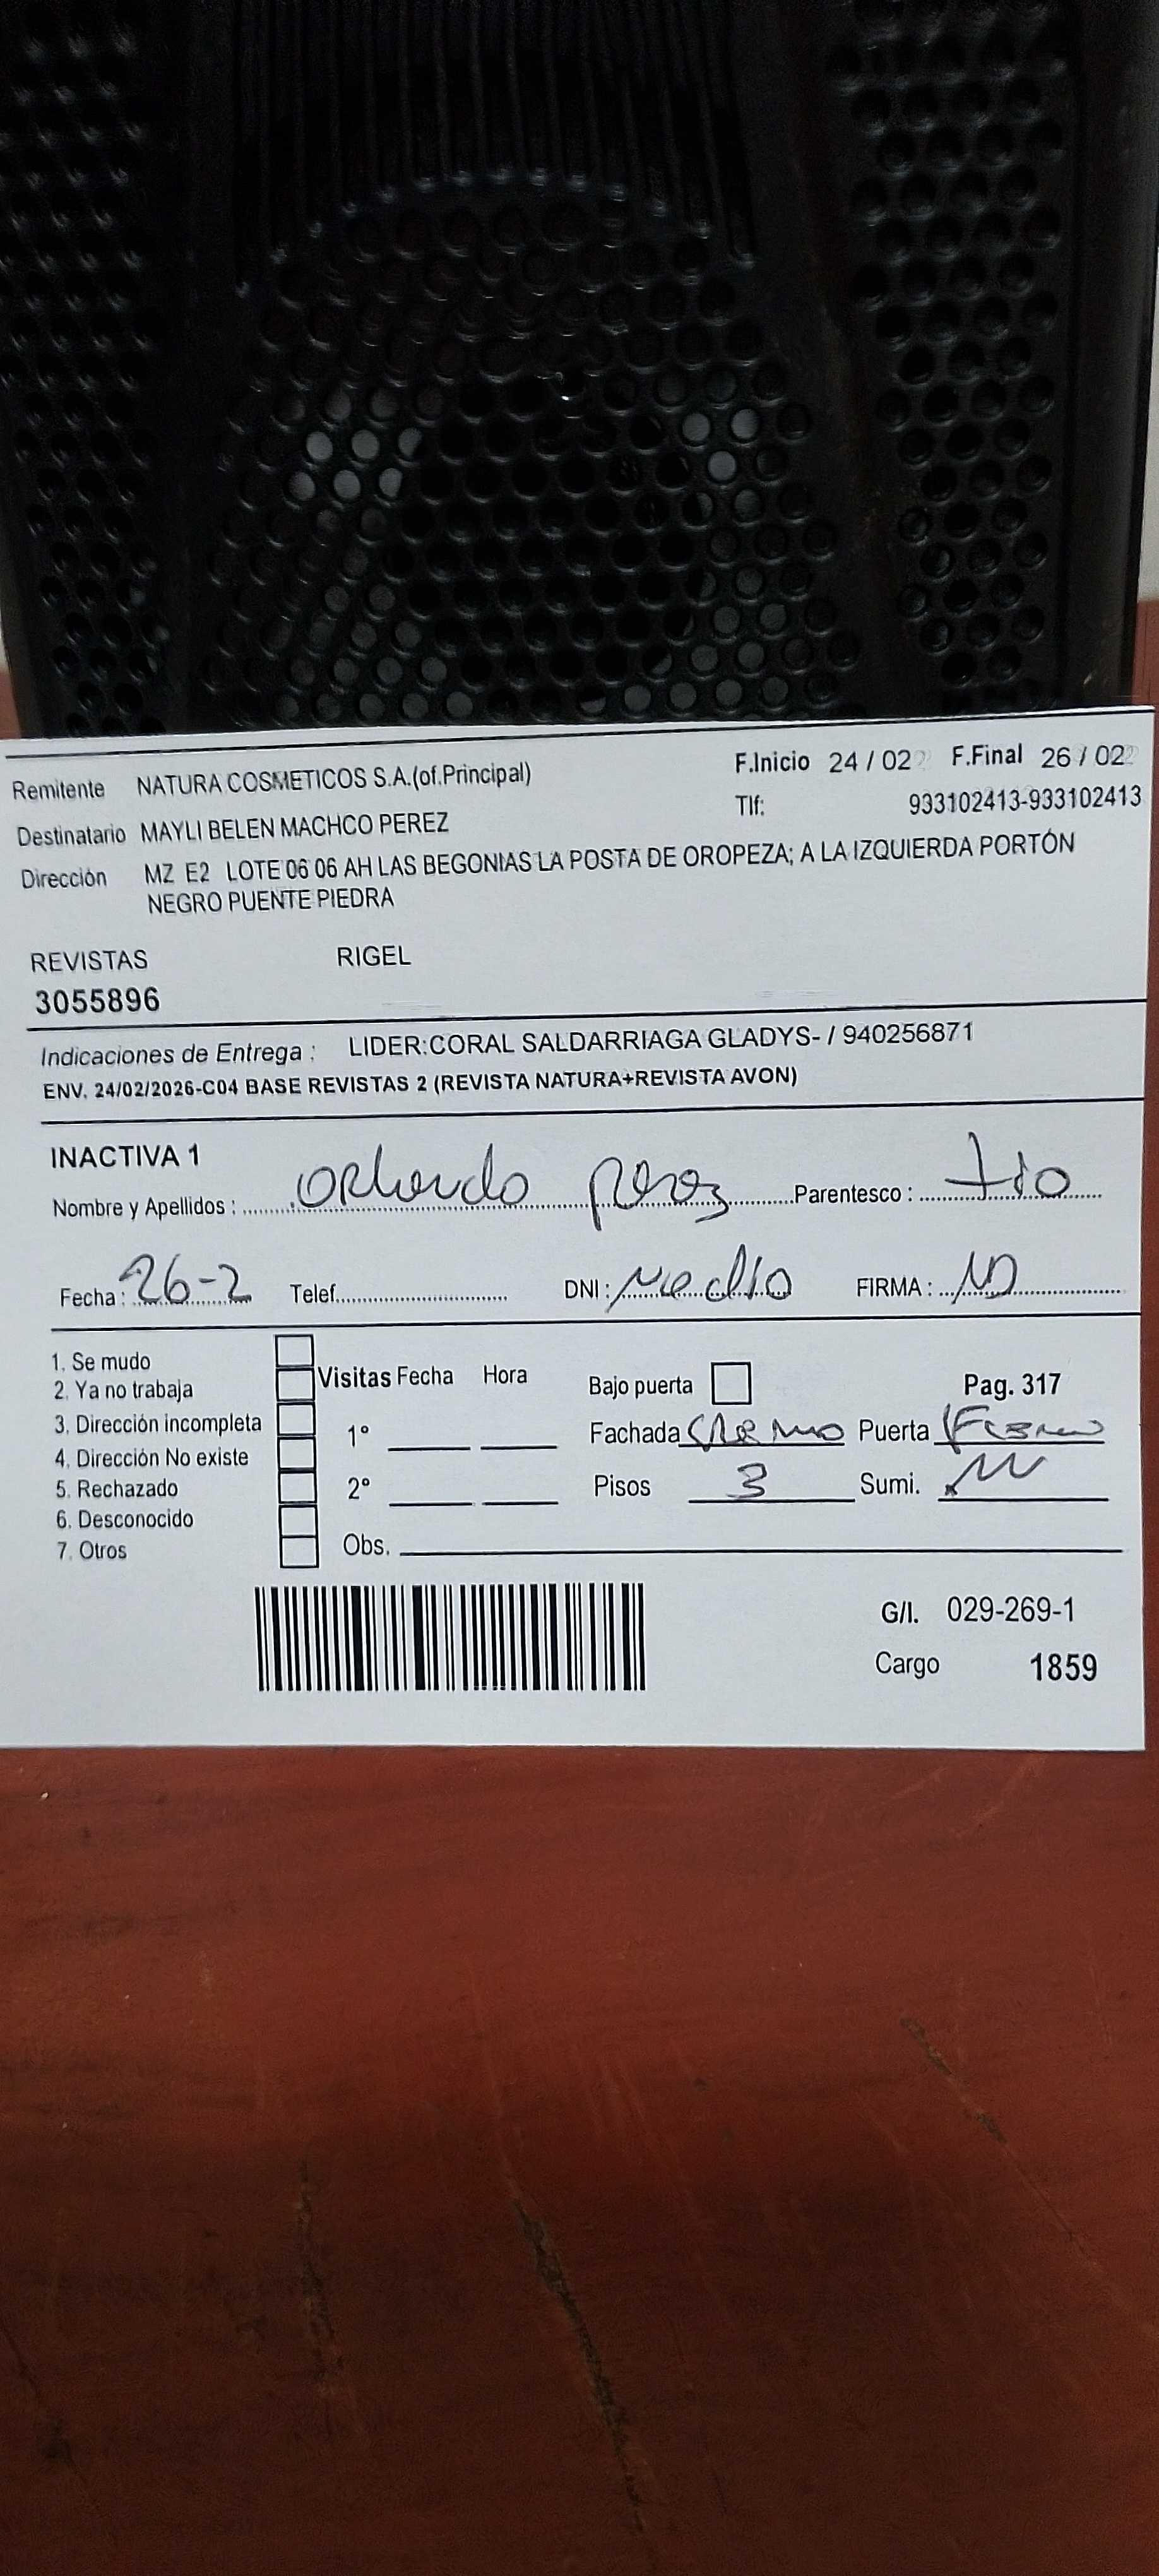 Remitente NATURA COSMETICOS S.A.(of.Principal) F.Inicio 24 / 02 F.Final 26 / 02
Tlf: 933102413-933102413
Destinatario MAYLI BELEN MACHCO PEREZ
Dirección MZ E2 LOTE 06 06 AH LAS BEGONIAS LA POSTA DE OROPEZA; A LA IZQUIERDA PORTÓN
NEGRO PUENTE PIEDRA
REVISTAS RIGEL
3055896
Indicaciones de Entrega : LIDER:CORAL SALDARRIAGA GLADYS- / 940256871
ENV. 24/02/2026-C04 BASE REVISTAS 2 (REVISTA NATURA+REVISTA AVON)
INACTIVA 1
Nombre y Apellidos : Orlando Perez Parentesco : tio
Fecha : 26-2 Telef. DNI : FIRMA :
1. Se mudo
2. Ya no trabaja
3. Dirección incompleta
4. Dirección No existe
5. Rechazado
6. Desconocido
7. Otros
Visitas Fecha Hora
1º
2º
Obs.
Bajo puerta Pag. 317
Fachada Puerta
Pisos 3 Sumi.
G/I. 029-269-1
Cargo 1859